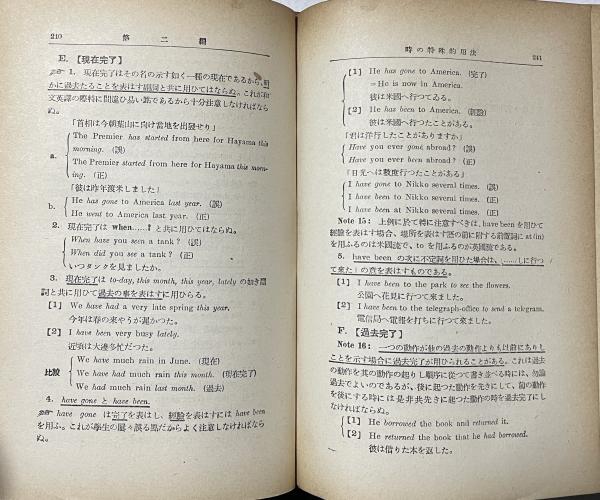 210 第二編
E. 【現在完了】
1. 現在完了はその名の示す如く一種の現在であるから、明
かに過去たることを表はす副詞と共に用ひてはならぬ。これが和
文英譯の際特に間違ひ易い點であるから十分注意しなければなら
ぬ。
「首相は今朝葉山に向け當地を出發せり」
a.
The Premier has started from here for Hayama this
morning. (誤)
The Premier started from here for Hayama this morn-
ing. (正)
「彼は昨年渡米しました」
b.
He has gone to America last year. (誤)
He went to America last year. (正)
2. 現在完了は when......? と共に用ひてはならぬ。
When have you seen a tank? (誤)
When did you see a tank? (正)
いつタンクを見ましたか。
3. 現在完了は to-day, this month, this year, lately の如き副
詞と共に用ひて過去の事を表はすに用ひらる。
[1] We have had a very late spring this year.
今年は春の來やうが遲かつた。
[2] I have been very busy lately.
近頃は大邊多忙だつた。
比較
We have much rain in June. (現在)
We have had much rain this month. (現在完了)
We had much rain last month. (過去)
4. have gone と have been.
have gone は完了を表はし、經驗を表はすには have been
を用ふ。これが學生の屢々誤る點だからよく注意しなければなら
ぬ。
時の特殊的用法 211
[1] He has gone to America. (完了)
=He is now in America.
彼は米國へ行つてゐる。
[2] He has been to America. (經驗)
彼は米國へ行つたことがある。
「君は洋行したことがありますか」
Have you ever gone abroad? (誤)
Have you ever been abroad? (正)
「日光へは數度行つたことがある」
I have gone to Nikko several times. (誤)
I have been to Nikko several times. (正)
I have been at Nikko several times. (正)
Note 15: 上例に於て特に注意すべきは、have been を用ひて
經驗を表はす場合、場所を表はす語の前に附する前置詞に at (in)
を用ふるのは米國流で、to を用ふるのが英國流である。
5. have been の次に不定詞を用ひた場合は、「......しに行つ
て來た」の意を表はすものである。
[1] I have been to the park to see the flowers.
公園へ花見に行つて來ました。
[2] I have been to the telegraph-office to send a telegram.
電信局へ電報を打ちに行つて來ました。
F. 【過去完了】
Note 16: 一つの動作が他の過去の動作よりも以前にありし
ことを示す場合に過去完了が用ひられることがある。これは過去
の動作を其の動作の起りし順序に從つて書き並べる時には、勿論
過去でよいのであるが、後に起つた動作を先きにして、前の動作
を後にする時には是非共先きに起つた動作の時を過去完了にし
なければならぬ。
[1] He borrowed the book and returned it.
[2] He returned the book that he had borrowed.
彼は借りた本を返した。